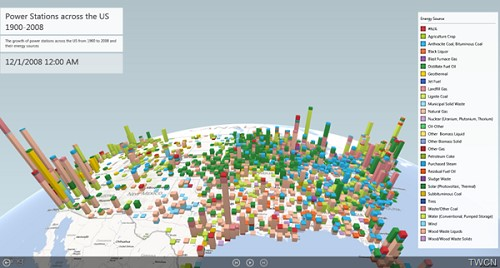 Power Stations across the US
1900-2008
The growth of power stations across the US from 1900 to 2008 and
their energy sources
12/1/2008 12:00 AM
Energy Source
#N/A
Agriculture Crop
Anthracite Coal, Bituminous Coal
Black Liquor
Blast Furnace Gas
Distillate Fuel Oil
Geothermal
Jet Fuel
Landfill Gas
Lignite Coal
Municipal Solid Waste
Natural Gas
Nuclear (Uranium, Plutonium, Thorium)
Oil-Other
Other Biomass Liquid
Other Biomass Solid
Other Gas
Petroleum Coke
Purchased Steam
Residual Fuel Oil
Sludge Waste
Solar (Photovoltaic, Thermal)
Subbituminous Coal
Tires
Waste/Other Coal
Water (Conventional, Pumped Storage)
Wind
Wood Waste Liquids
Wood/Wood Waste Solids
TWCN